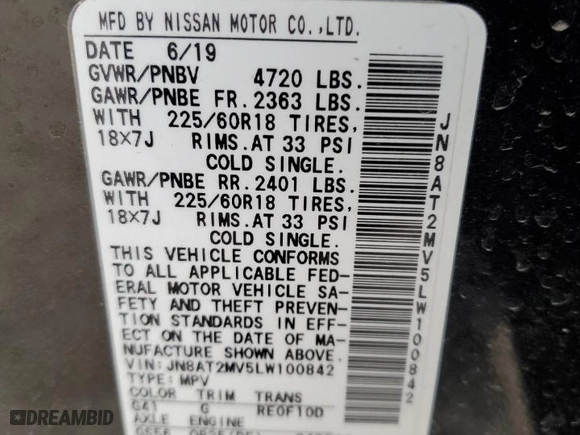 MFD BY NISSAN MOTOR CO.,LTD.
DATE 6/19
GVWR/PNBV 4720 LBS.
GAWR/PNBE FR. 2363 LBS.
WITH 225/60R18 TIRES,
18×7J RIMS. AT 33 PSI
COLD SINGLE.
GAWR/PNBE RR. 2401 LBS.
WITH 225/60R18 TIRES,
18×7J RIMS. AT 33 PSI
COLD SINGLE.
THIS VEHICLE CONFORMS
TO ALL APPLICABLE FED-
ERAL MOTOR VEHICLE SA-
FETY AND THEFT PREVEN-
TION STANDARDS IN EFF-
ECT ON THE DATE OF MA-
NUFACTURE SHOWN ABOVE.
VIN: JN8AT2MV5LW100842
TYPE: MPV
COLOR TRIM TRANS
G41 G RE0F10D
AXLE ENGINE
JN8AT2MV5LW100842
DREAMBID